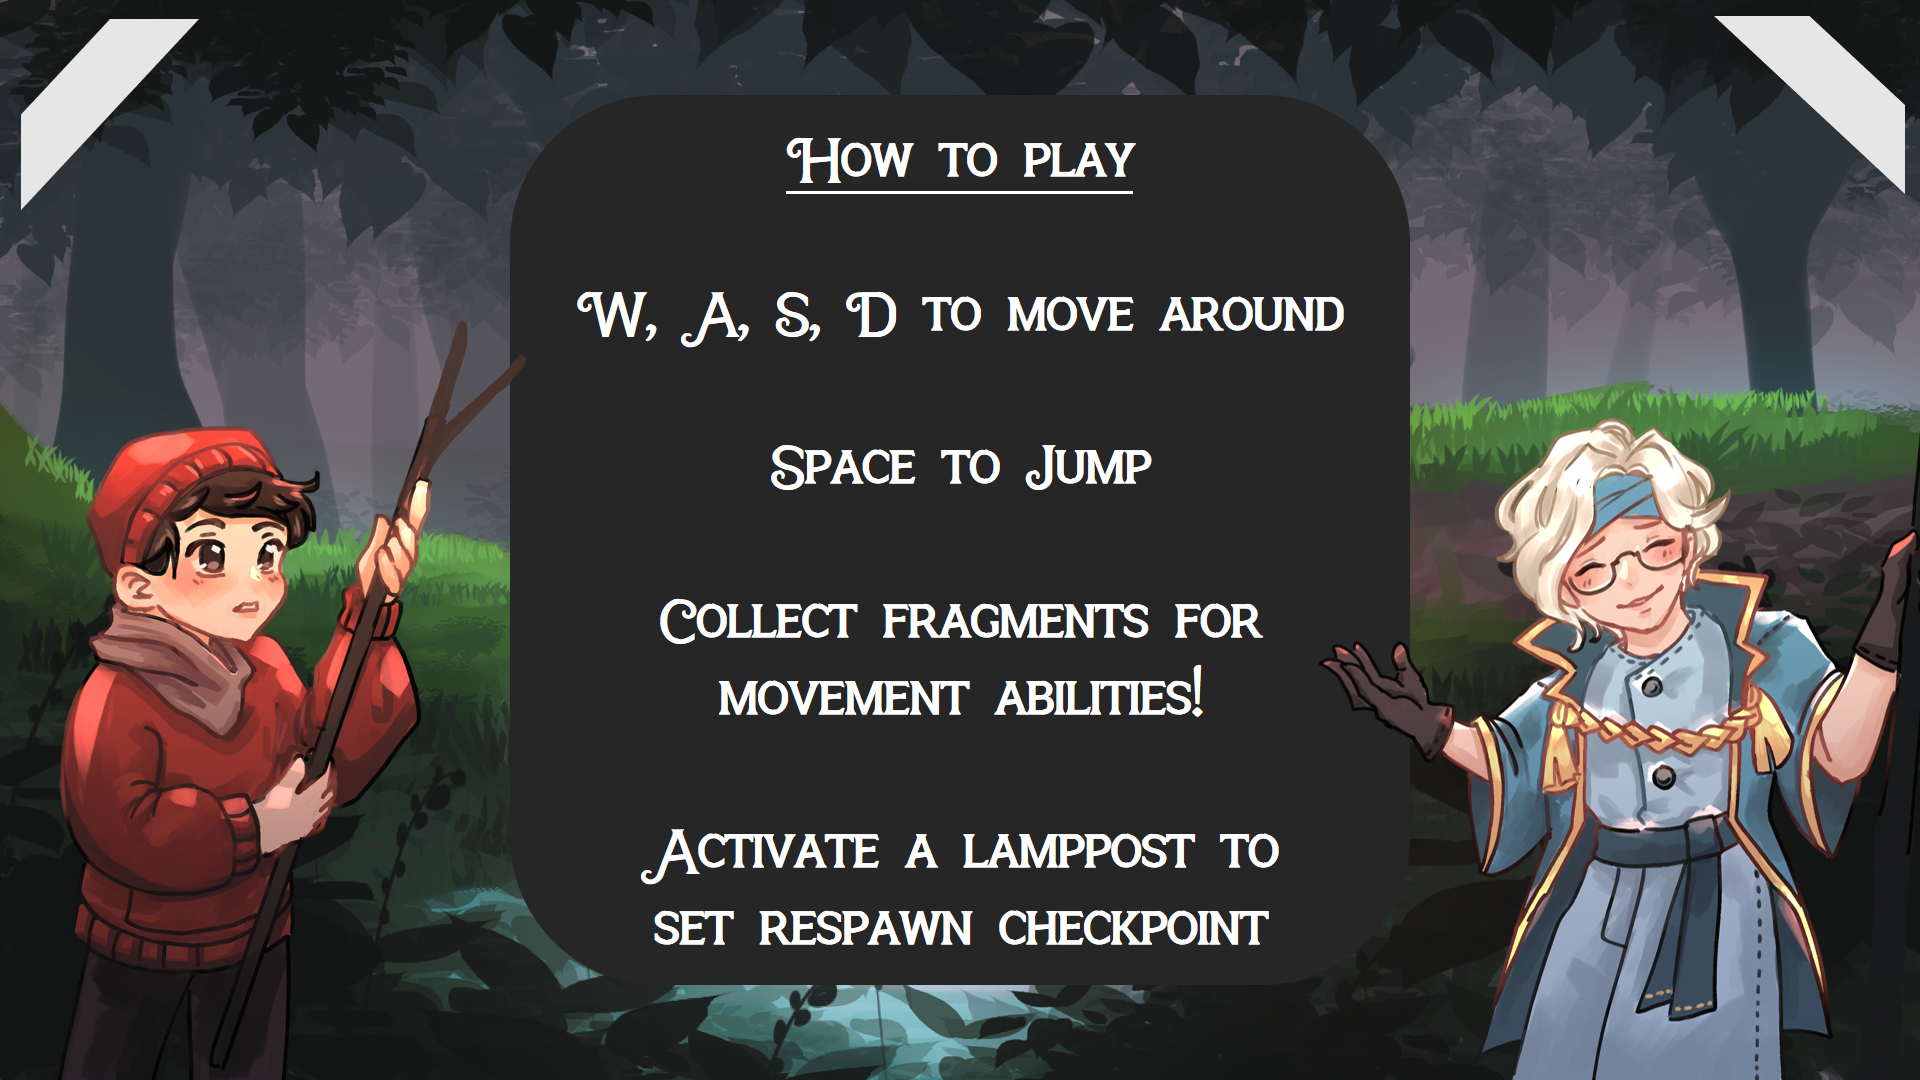 How to play
W, A, S, D to move around
Space to Jump
Collect fragments for
movement abilities!
Activate a lamppost to
set respawn checkpoint